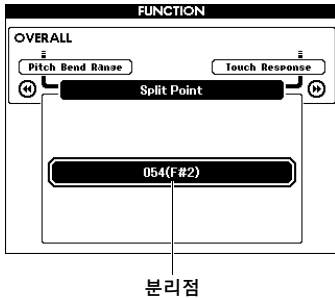 FUNCTION
OVERALL
Pitch Bend Range
Touch Response
Split Point
054(F#2)
분리점